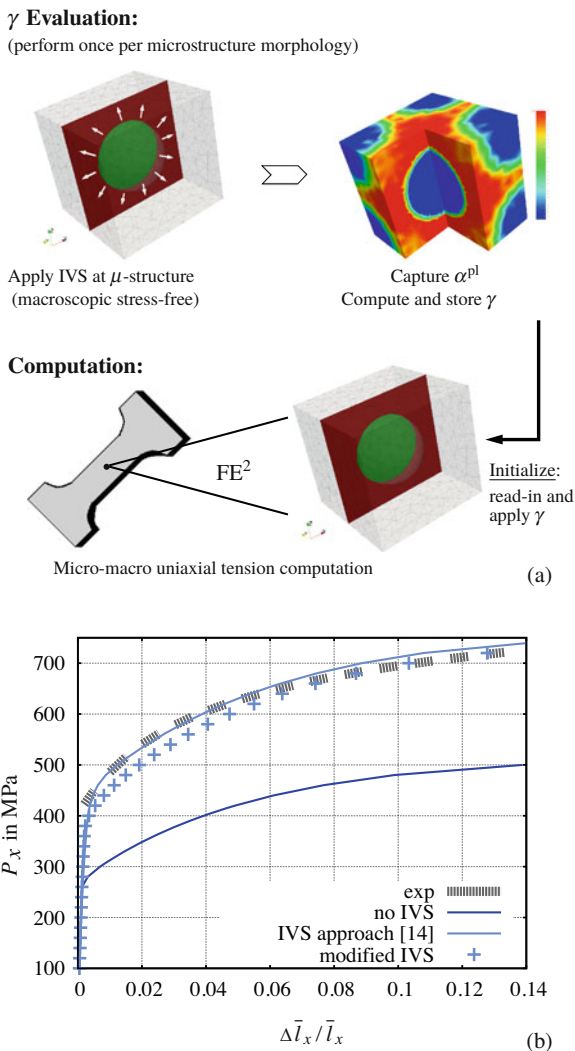 γ Evaluation:
(perform once per microstructure morphology)
Apply IVS at μ-structure
(macroscopic stress-free)
Capture α^pl
Compute and store γ
Computation:
FE²
Initialize:
read-in and
apply γ
Micro-macro uniaxial tension computation
(a)
P_x in MPa
700
600
500
400
300
200
100
exp
no IVS
IVS approach [14]
modified IVS
0 0.02 0.04 0.06 0.08 0.1 0.12 0.14
Δl̄_x/l̄_x
(b)